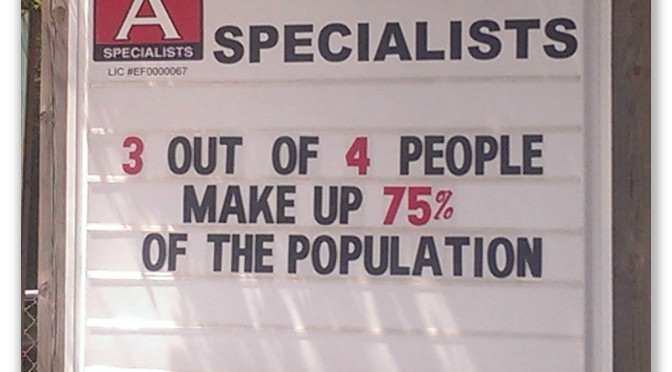 A
SPECIALISTS
LIC #EF0000067
SPECIALISTS
3 OUT OF 4 PEOPLE
MAKE UP 75%
OF THE POPULATION